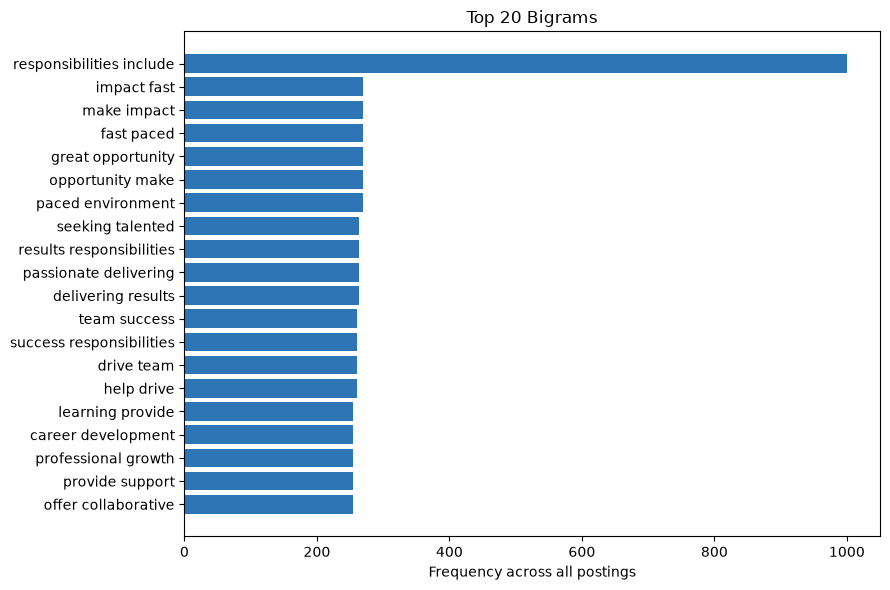 Top 20 Bigrams
responsibilities include
impact fast
make impact
fast paced
great opportunity
opportunity make
paced environment
seeking talented
results responsibilities
passionate delivering
delivering results
team success
success responsibilities
drive team
help drive
learning provide
career development
professional growth
provide support
offer collaborative
0 200 400 600 800 1000
Frequency across all postings